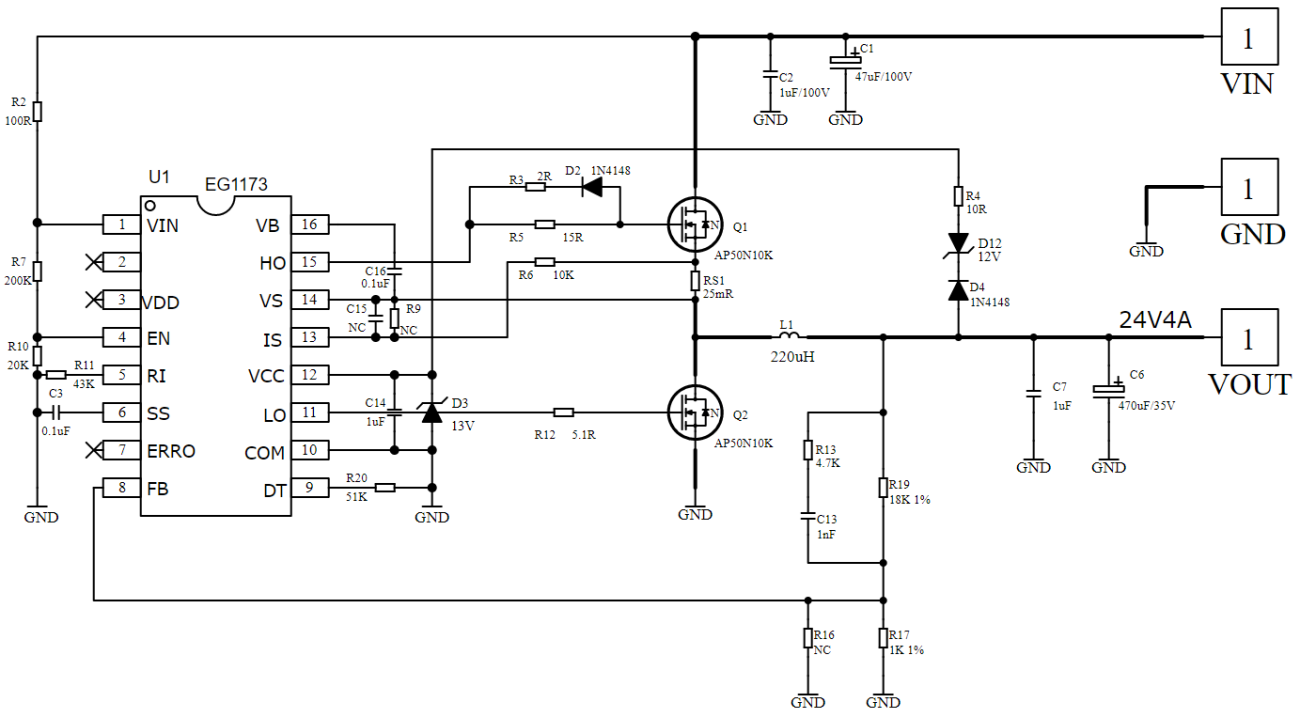 1
VIN
C1
47uF/100V
C2
1uF/100V
GND
GND
R2
100R
U1
EG1173
D2 1N4148
R3 2R
R5
15R
Q1
AP50N10K
R4
10R
D12
12V
D4
1N4148
1
GND
GND
1 VIN
VB 16
2
HO 15
3 VDD
VS 14
4 EN
IS 13
5 RI
VCC 12
6 SS
LO 11
7 ERRO
COM 10
8 FB
DT 9
R7
200K
C16
0.1uF
R6 10K
RS1
25mR
C15
NC
R9
NC
R10
20K
R11
43K
C3
0.1uF
L1
220uH
24V4A
1
VOUT
C14
1uF
D3
13V
R12 5.1R
Q2
AP50N10K
N
N
C7
1uF
C6
470uF/35V
GND
GND
R20
51K
GND
GND
GND
R13
4.7K
C13
1nF
R19
18K 1%
R16
NC
R17
1K 1%
GND
GND